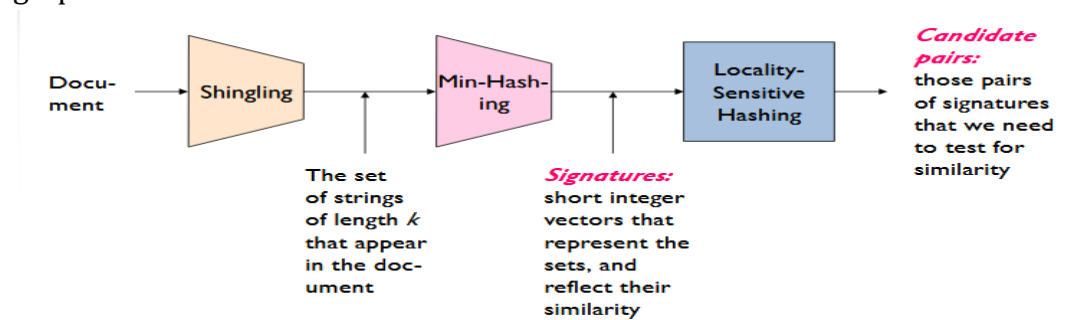 Docu-
ment
Shingling
The set
of strings
of length k
that appear
in the doc-
ument
Min-Hash-
ing
Signatures:
short integer
vectors that
represent the
sets, and
reflect their
similarity
Locality-
Sensitive
Hashing
Candidate
pairs:
those pairs
of signatures
that we need
to test for
similarity